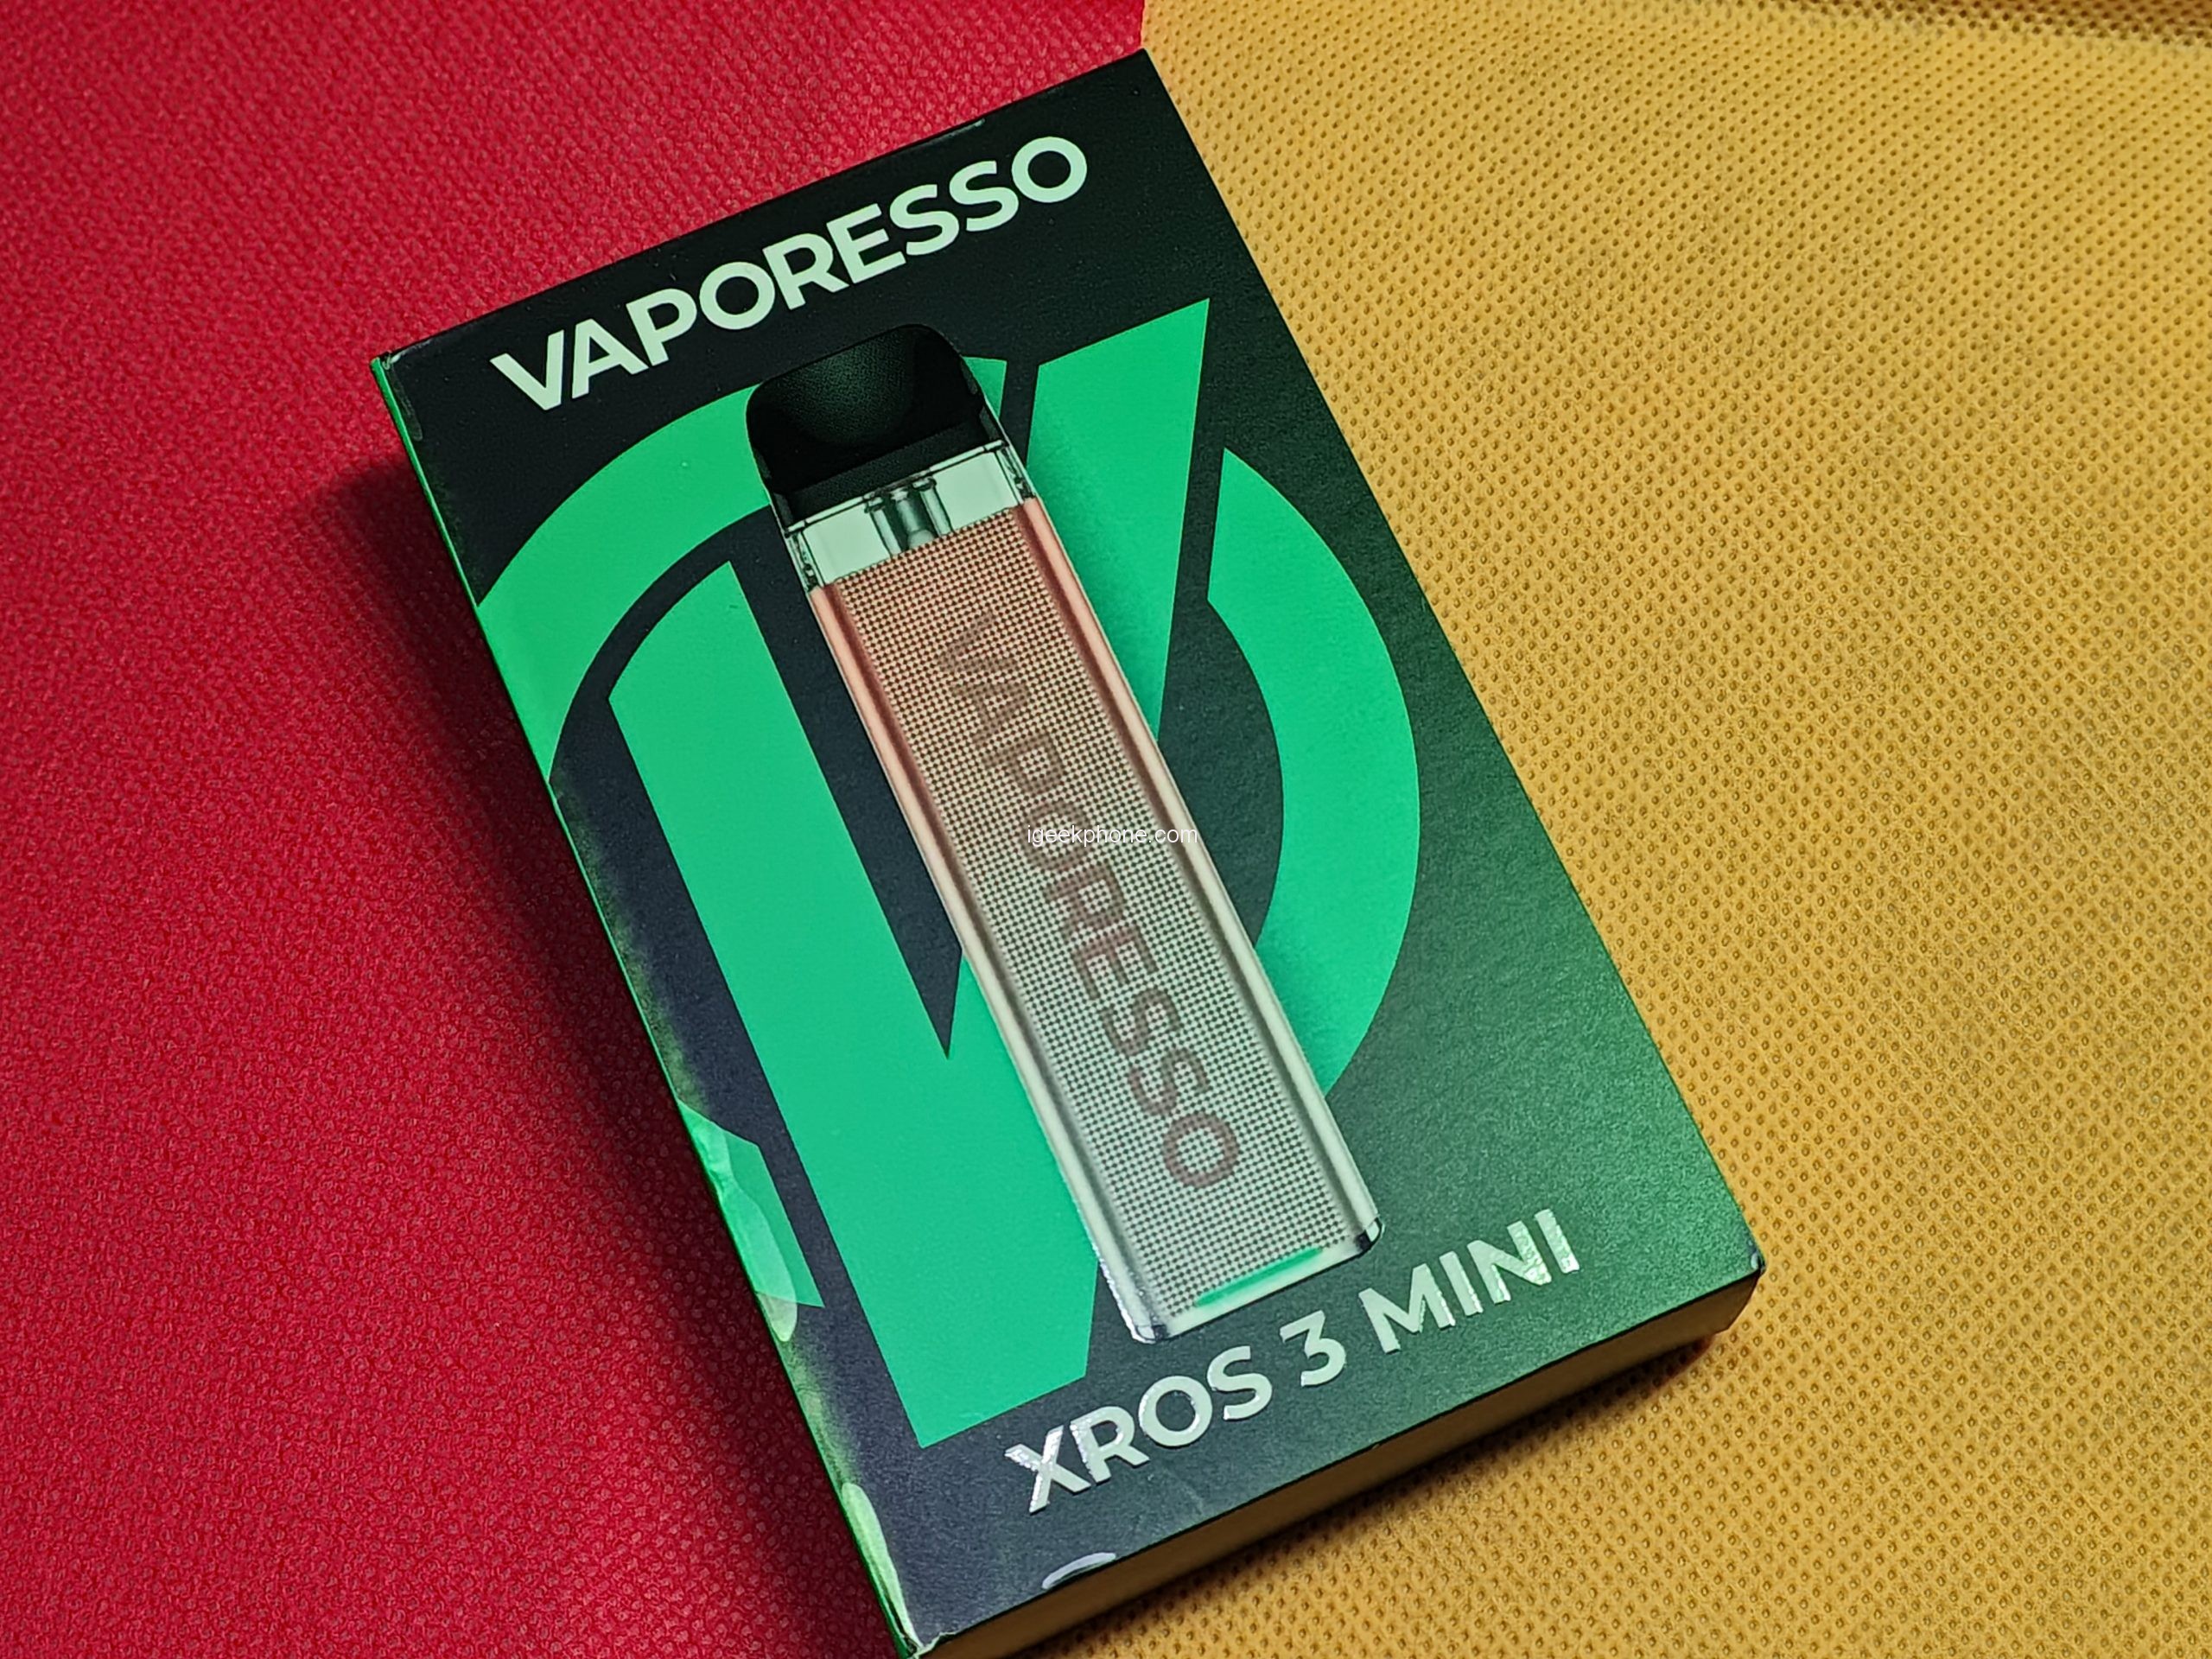 VAPORESSO
VAPORESSO
igeekphone.com
XROS 3 MINI